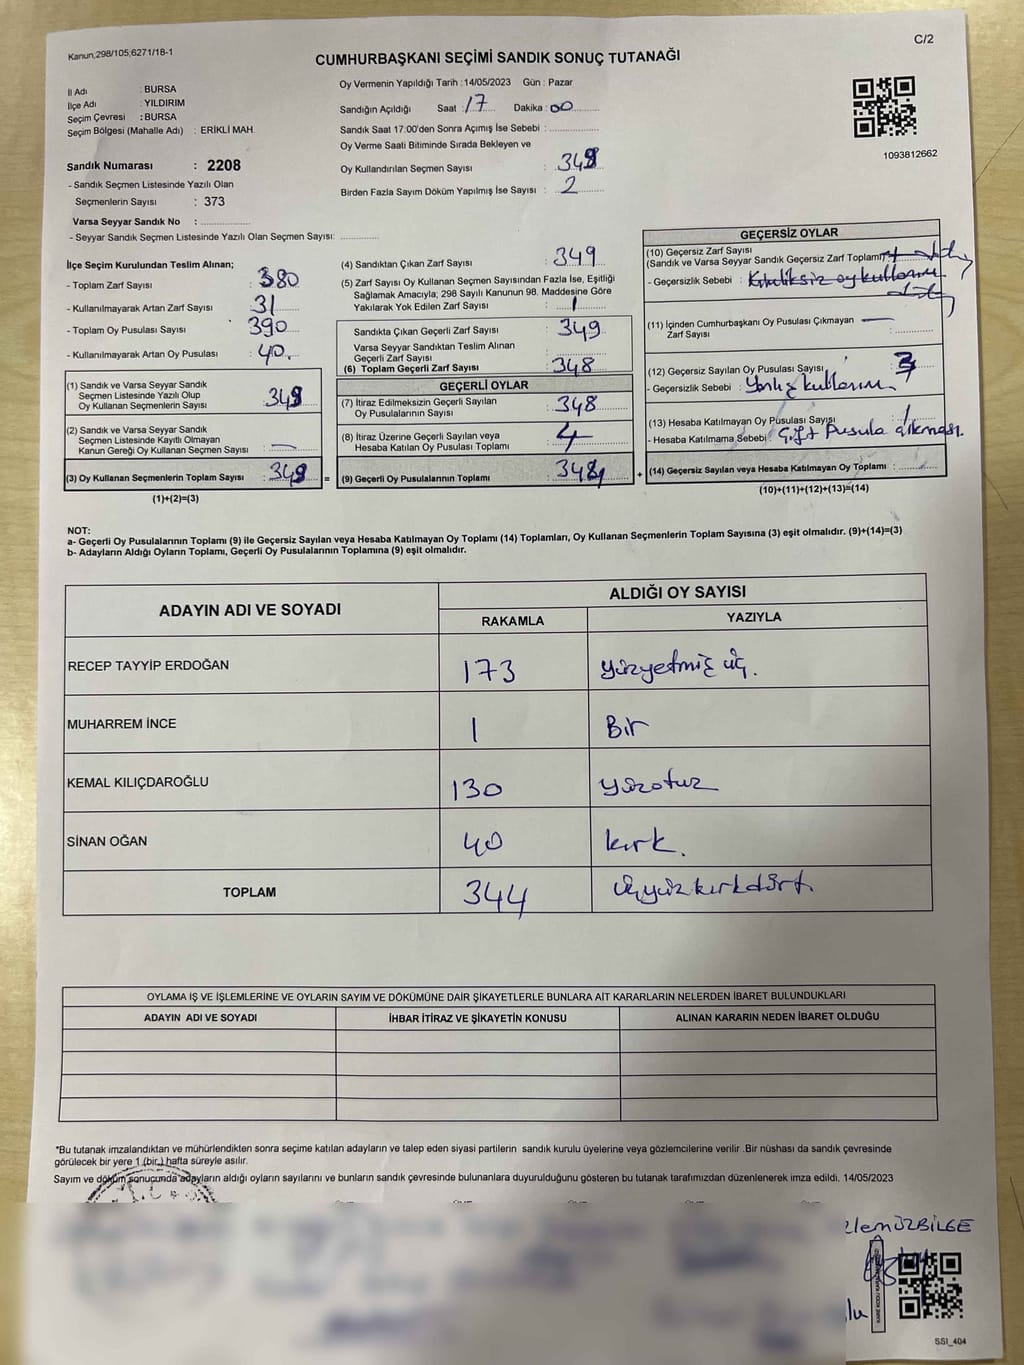 Kanun;298/105;6271/18-1
C/2
CUMHURBAŞKANI SEÇİMİ SANDIK SONUÇ TUTANAĞI
İl Adı : BURSA
İlçe Adı : YILDIRIM
Seçim Çevresi : BURSA
Seçim Bölgesi (Mahalle Adı) : ERİKLİ MAH.
Oy Vermenin Yapıldığı Tarih :14/05/2023 Gün : Pazar
Sandığın Açıldığı Saat : 17 Dakika : 00
Sandık Saat 17:00'den Sonra Açımış İse Sebebi :
Oy Verme Saati Bitiminde Sırada Bekleyen ve
Oy Kullandırılan Seçmen Sayısı : 349
Birden Fazla Sayım Döküm Yapılmış İse Sayısı : 2
1093812662
Sandık Numarası : 2208
- Sandık Seçmen Listesinde Yazılı Olan
Seçmenlerin Sayısı : 373
Varsa Seyyar Sandık No :
- Seyyar Sandık Seçmen Listesinde Yazılı Olan Seçmen Sayısı:
İlçe Seçim Kurulundan Teslim Alınan;
- Toplam Zarf Sayısı : 380
- Kullanılmayarak Artan Zarf Sayısı : 31
- Toplam Oy Pusulası Sayısı : 390
- Kullanılmayarak Artan Oy Pusulası : 40.
(1) Sandık ve Varsa Seyyar Sandık
Seçmen Listesinde Yazılı Olup
Oy Kullanan Seçmenlerin Sayısı : 349
(2) Sandık ve Varsa Seyyar Sandık
Seçmen Listesinde Kayıtlı Olmayan
Kanun Gereği Oy Kullanan Seçmen Sayısı : —
(3) Oy Kullanan Seçmenlerin Toplam Sayısı : 349
(1)+(2)=(3)
=
(4) Sandıktan Çıkan Zarf Sayısı : 349
(5) Zarf Sayısı Oy Kullanan Seçmen Sayısından Fazla İse, Eşitliği
Sağlamak Amacıyla; 298 Sayılı Kanunun 98. Maddesine Göre
Yakılarak Yok Edilen Zarf Sayısı :
Sandıkta Çıkan Geçerli Zarf Sayısı : 349
Varsa Seyyar Sandıktan Teslim Alınan
Geçerli Zarf Sayısı :
(6) Toplam Geçerli Zarf Sayısı : 348
GEÇERLİ OYLAR
(7) İtiraz Edilmeksizin Geçerli Sayılan
Oy Pusulalarının Sayısı : 348
(8) İtiraz Üzerine Geçerli Sayılan veya
Hesaba Katılan Oy Pusulası Toplamı :
(9) Geçerli Oy Pusulalarının Toplamı : 348
+
GEÇERSİZ OYLAR
(10) Geçersiz Zarf Sayısı
(Sandık ve Varsa Seyyar Sandık Geçersiz Zarf Toplamı)
- Geçersizlik Sebebi :
(11) İçinden Cumhurbaşkanı Oy Pusulası Çıkmayan —
Zarf Sayısı :
(12) Geçersiz Sayılan Oy Pusulası Sayısı : 3
- Geçersizlik Sebebi : Yanlış kullanım.
(13) Hesaba Katılmayan Oy Pusulası Sayısı : 1
- Hesaba Katılmama Sebebi : Çift Pusula çıkması.
(14) Geçersiz Sayılan veya Hesaba Katılmayan Oy Toplamı :
(10)+(11)+(12)+(13)=(14)
NOT:
a- Geçerli Oy Pusulalarının Toplamı (9) ile Geçersiz Sayılan veya Hesaba Katılmayan Oy Toplamı (14) Toplamları, Oy Kullanan Seçmenlerin Toplam Sayısına (3) eşit olmalıdır. (9)+(14)=(3)
b- Adayların Aldığı Oyların Toplamı, Geçerli Oy Pusulalarının Toplamına (9) eşit olmalıdır.
ADAYIN ADI VE SOYADI
ALDIĞI OY SAYISI
RAKAMLA YAZIYLA
RECEP TAYYİP ERDOĞAN 173 yüzyetmiş üç.
MUHARREM İNCE 1 Bir
KEMAL KILIÇDAROĞLU 130 yüzotuz
SİNAN OĞAN 40 kırk.
TOPLAM 344 üçyüzkırkdört.
OYLAMA İŞ VE İŞLEMLERİNE VE OYLARIN SAYIM VE DÖKÜMÜNE DAİR ŞİKAYETLERLE BUNLARA AİT KARARLARIN NELERDEN İBARET BULUNDUKLARI
ADAYIN ADI VE SOYADI İHBAR İTİRAZ VE ŞİKAYETİN KONUSU ALINAN KARARIN NEDEN İBARET OLDUĞU
*Bu tutanak imzalandıktan ve mühürlendikten sonra seçime katılan adayların ve talep eden siyasi partilerin sandık kurulu üyelerine veya gözlemcilerine verilir .Bir nüshası da sandık çevresinde
görülecek bir yere 1 (bir.) hafta süreyle asılır.
Sayım ve döküm sonucunda adayların aldığı oyların sayılarını ve bunların sandık çevresinde bulunanlara duyurulduğunu gösteren bu tutanak tarafımızdan düzenlenerek imza edildi. 14/05/2023
zlem ÖZBİLGE
lu
SSI_404